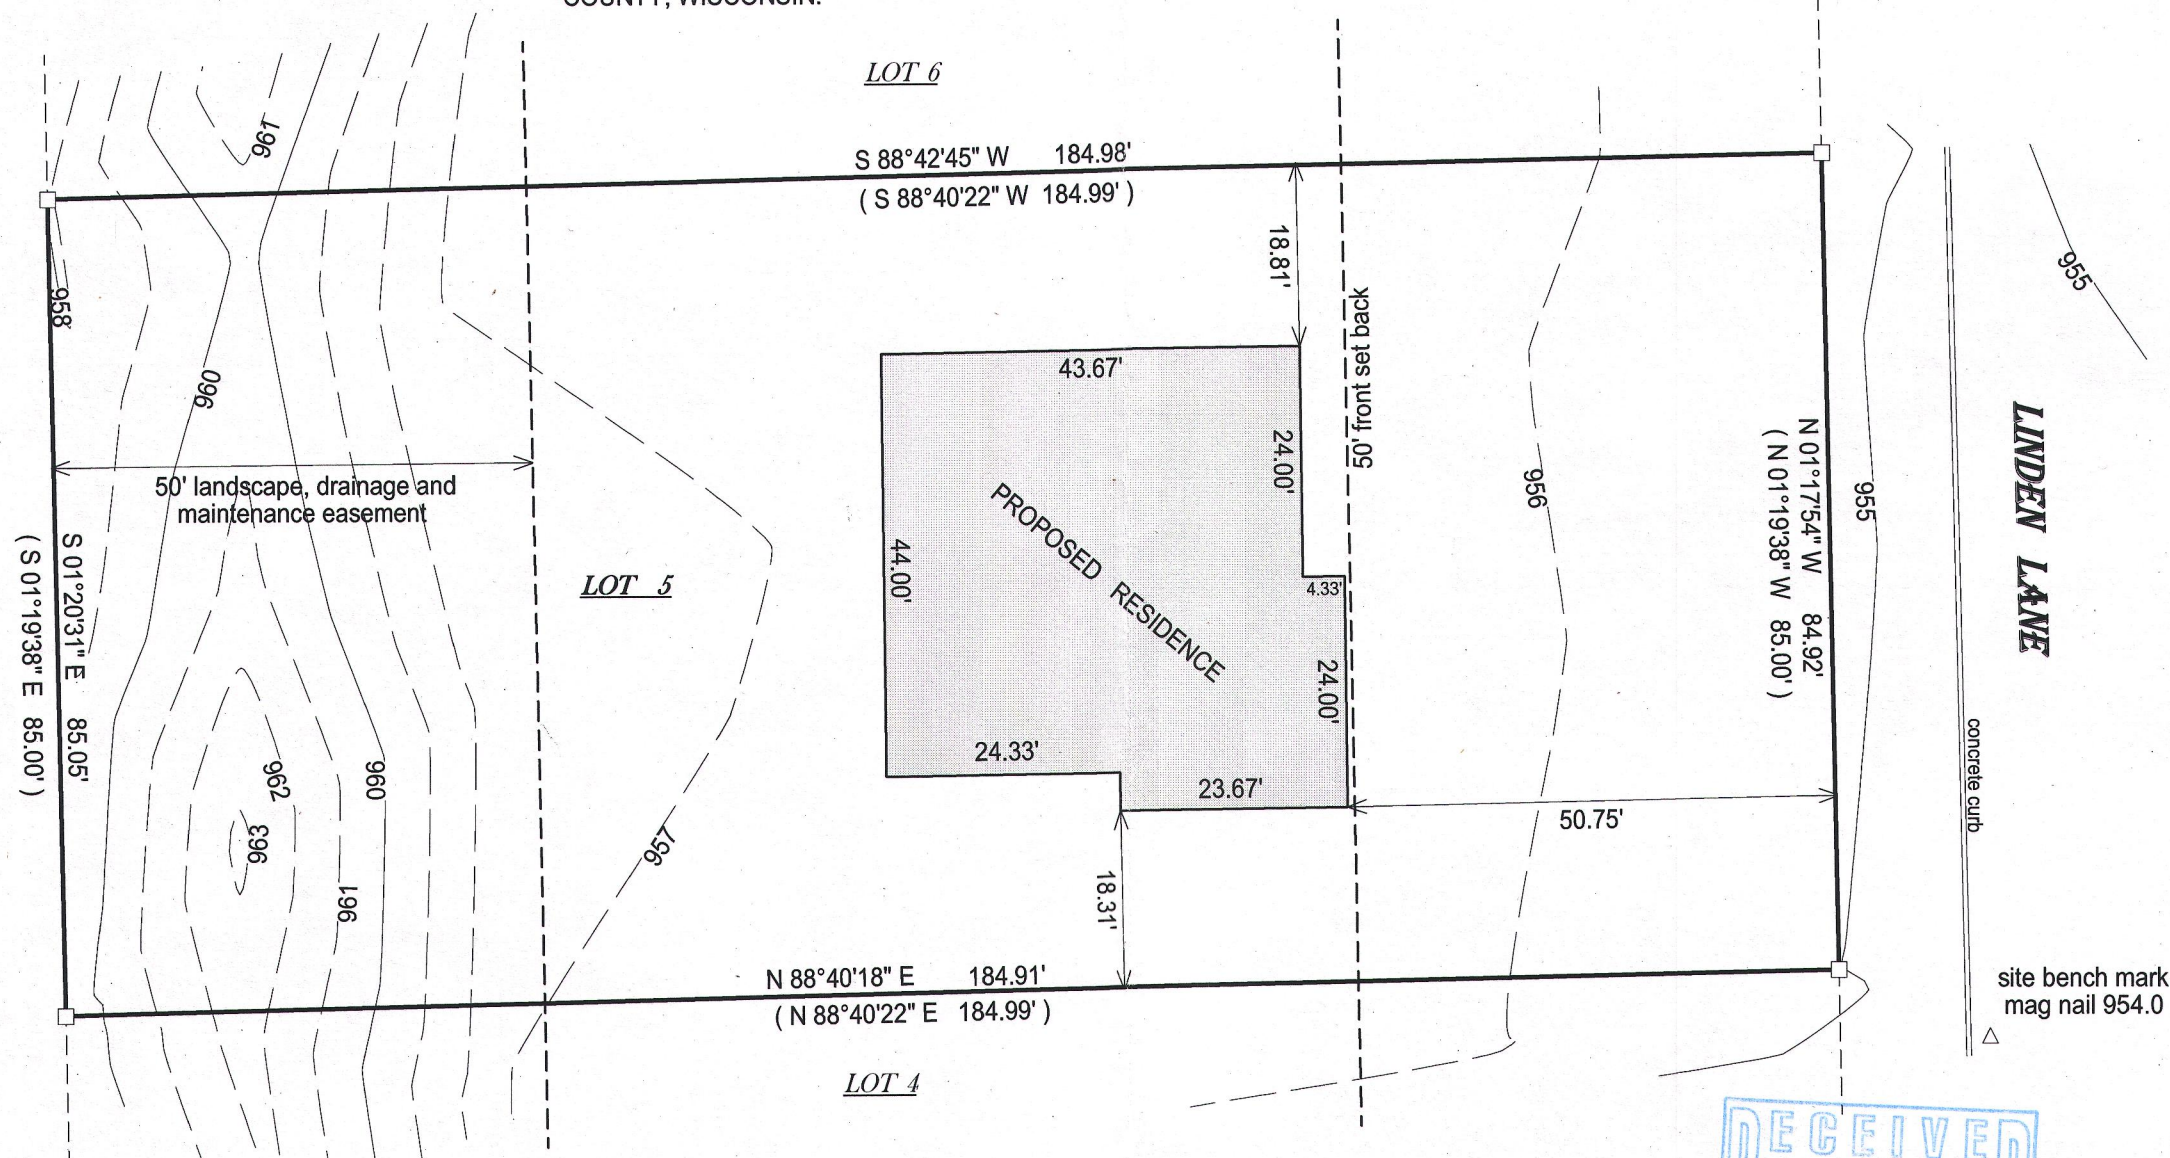 COUNTY, WISCONSIN.
LOT 6
961
S 88°42'45" W 184.98'
( S 88°40'22" W 184.99' )
18.81'
955
958
50' front set back
43.67'
960
24.00'
LINDEN LANE
N 01°17'54" W 84.92'
( N 01°19'38" W 85.00' )
956
955
50' landscape, drainage and
maintenance easement
PROPOSED RESIDENCE
44.00'
LOT 5
4.33'
S 01°20'31" E 85.05'
( S 01°19'38" E 85.00' )
24.00'
24.33'
962
960
23.67'
50.75'
concrete curb
963
957
961
18.31'
N 88°40'18" E 184.91'
( N 88°40'22" E 184.99' )
site bench mark
mag nail 954.0
LOT 4